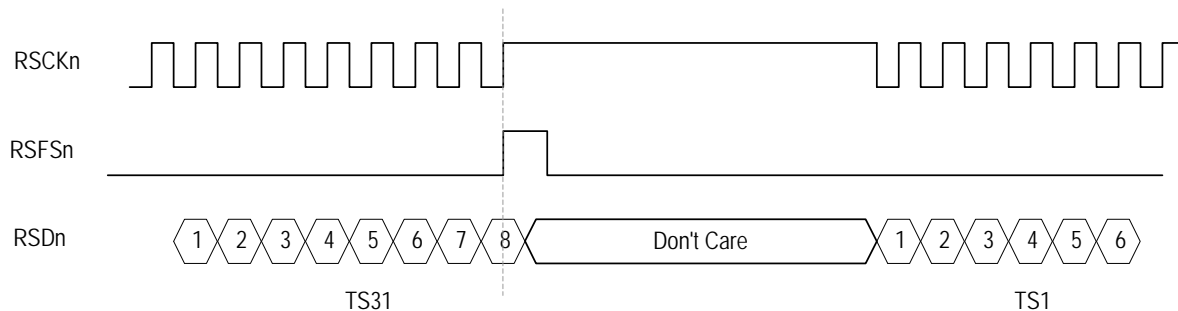 RSCKn
RSFSn
RSDn 1 2 3 4 5 6 7 8 Don't Care 1 2 3 4 5 6
TS31 TS1